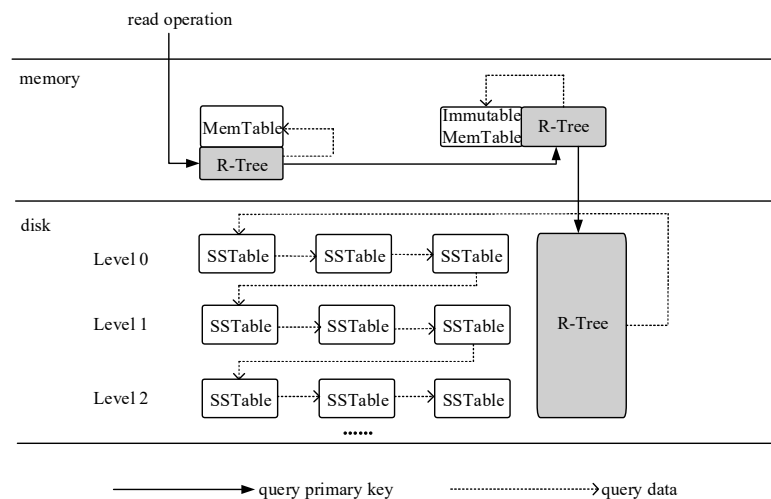 read operation
memory
MemTable
R-Tree
Immutable
MemTable
R-Tree
disk
Level 0
SSTable
SSTable
SSTable
Level 1
SSTable
SSTable
SSTable
R-Tree
Level 2
SSTable
SSTable
SSTable
......
query primary key
query data